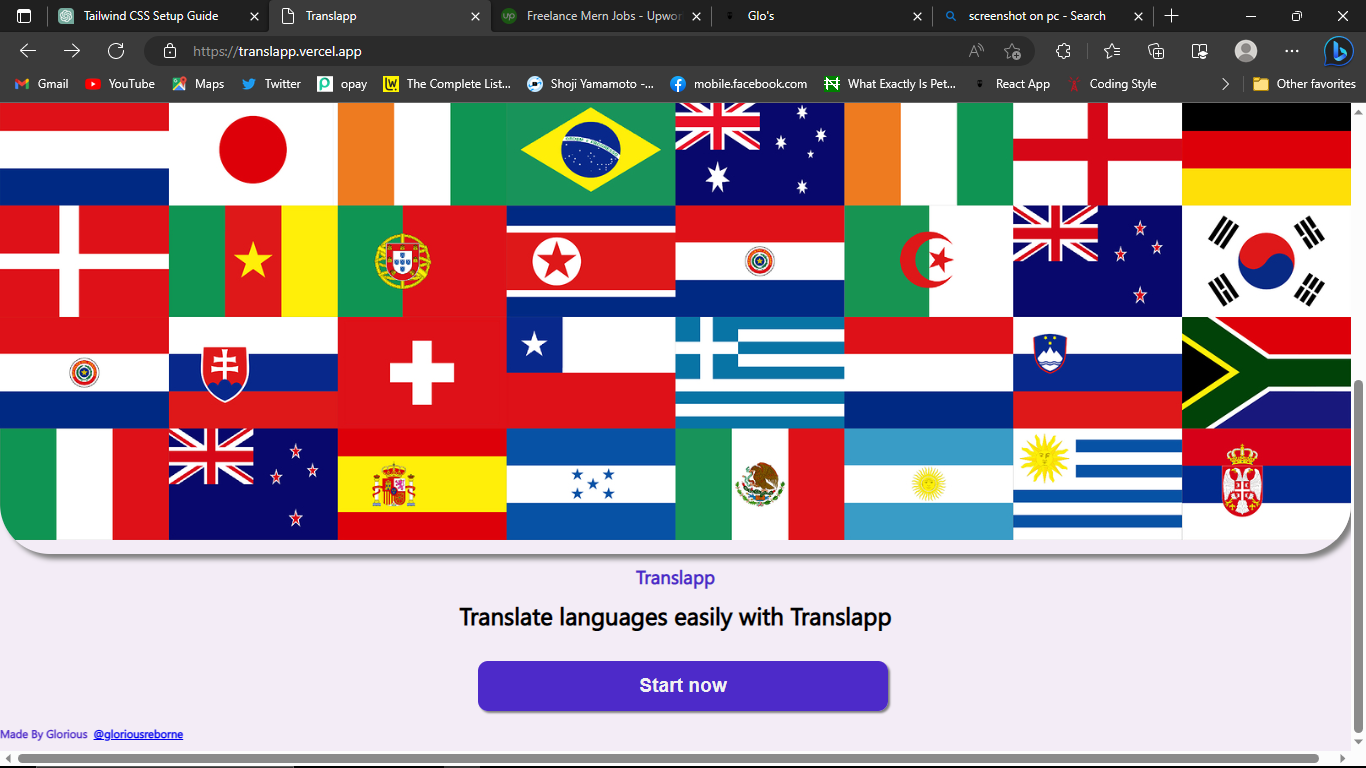 Tailwind CSS Setup Guide
Translapp
Freelance Mern Jobs - Upwor
Glo's
screenshot on pc - Search
https://translapp.vercel.app
Gmail
YouTube
Maps
Twitter
opay
The Complete List...
Shoji Yamamoto -...
mobile.facebook.com
What Exactly Is Pet...
React App
Coding Style
Other favorites
Translapp
Translate languages easily with Translapp
Start now
Made By Glorious @gloriousreborne